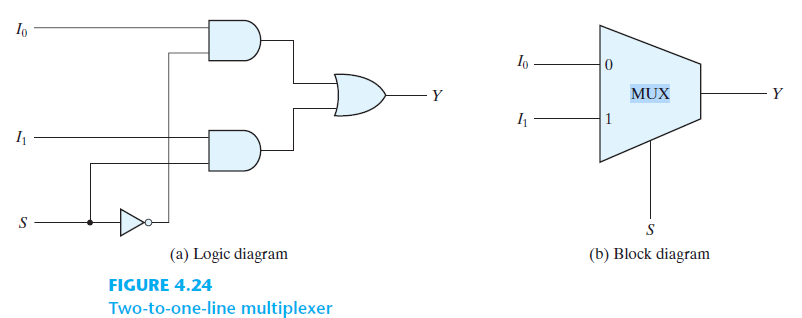 I₀
I₁
S
Y
(a) Logic diagram
I₀
I₁
0
1
MUX
Y
S
(b) Block diagram
FIGURE 4.24
Two-to-one-line multiplexer